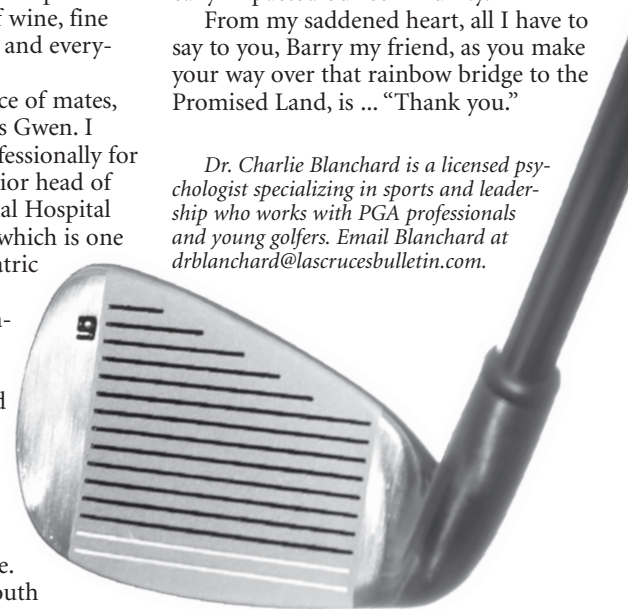 wine, fine
and every-
ce of mates,
s Gwen. I
fessionally for
ior head of
al Hospital
which is one
atric
d
e.
outh
From my saddened heart, all I have to
say to you, Barry my friend, as you make
your way over that rainbow bridge to the
Promised Land, is ... “Thank you.”
Dr. Charlie Blanchard is a licensed psy-
chologist specializing in sports and leader-
ship who works with PGA professionals
and young golfers. Email Blanchard at
drblanchard@lascrucesbulletin.com.